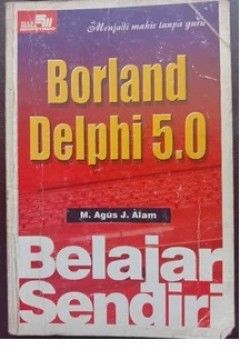 Menjadi mahir tanpa guru
Borland
Delphi 5.0
M. Agus J. Alam
Belajar
Sendiri